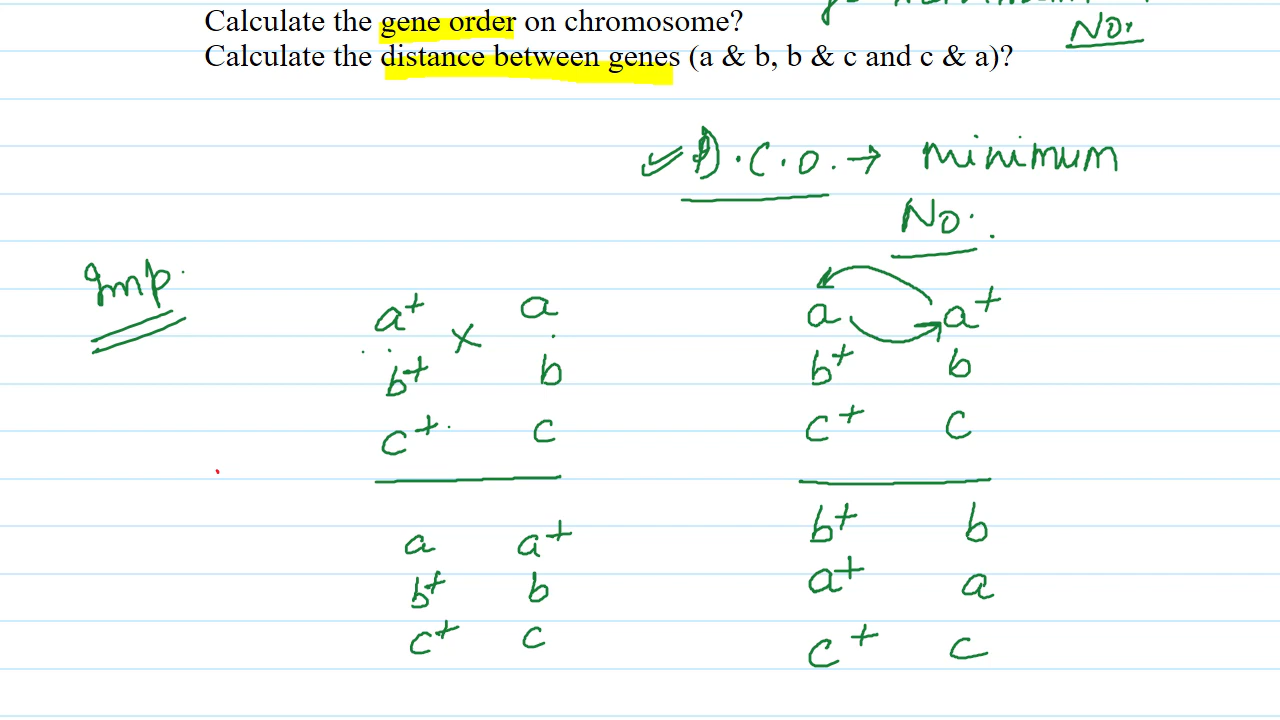 Calculate the gene order on chromosome?
No.
Calculate the distance between genes (a & b, b & c and c & a)?
D.C.O. → minimum
No.
Imp.
a+ × a
b+ b
c+ c
a a+
b+ b
c+ c
a a+
b+ b
c+ c
b+ b
a+ a
c+ c